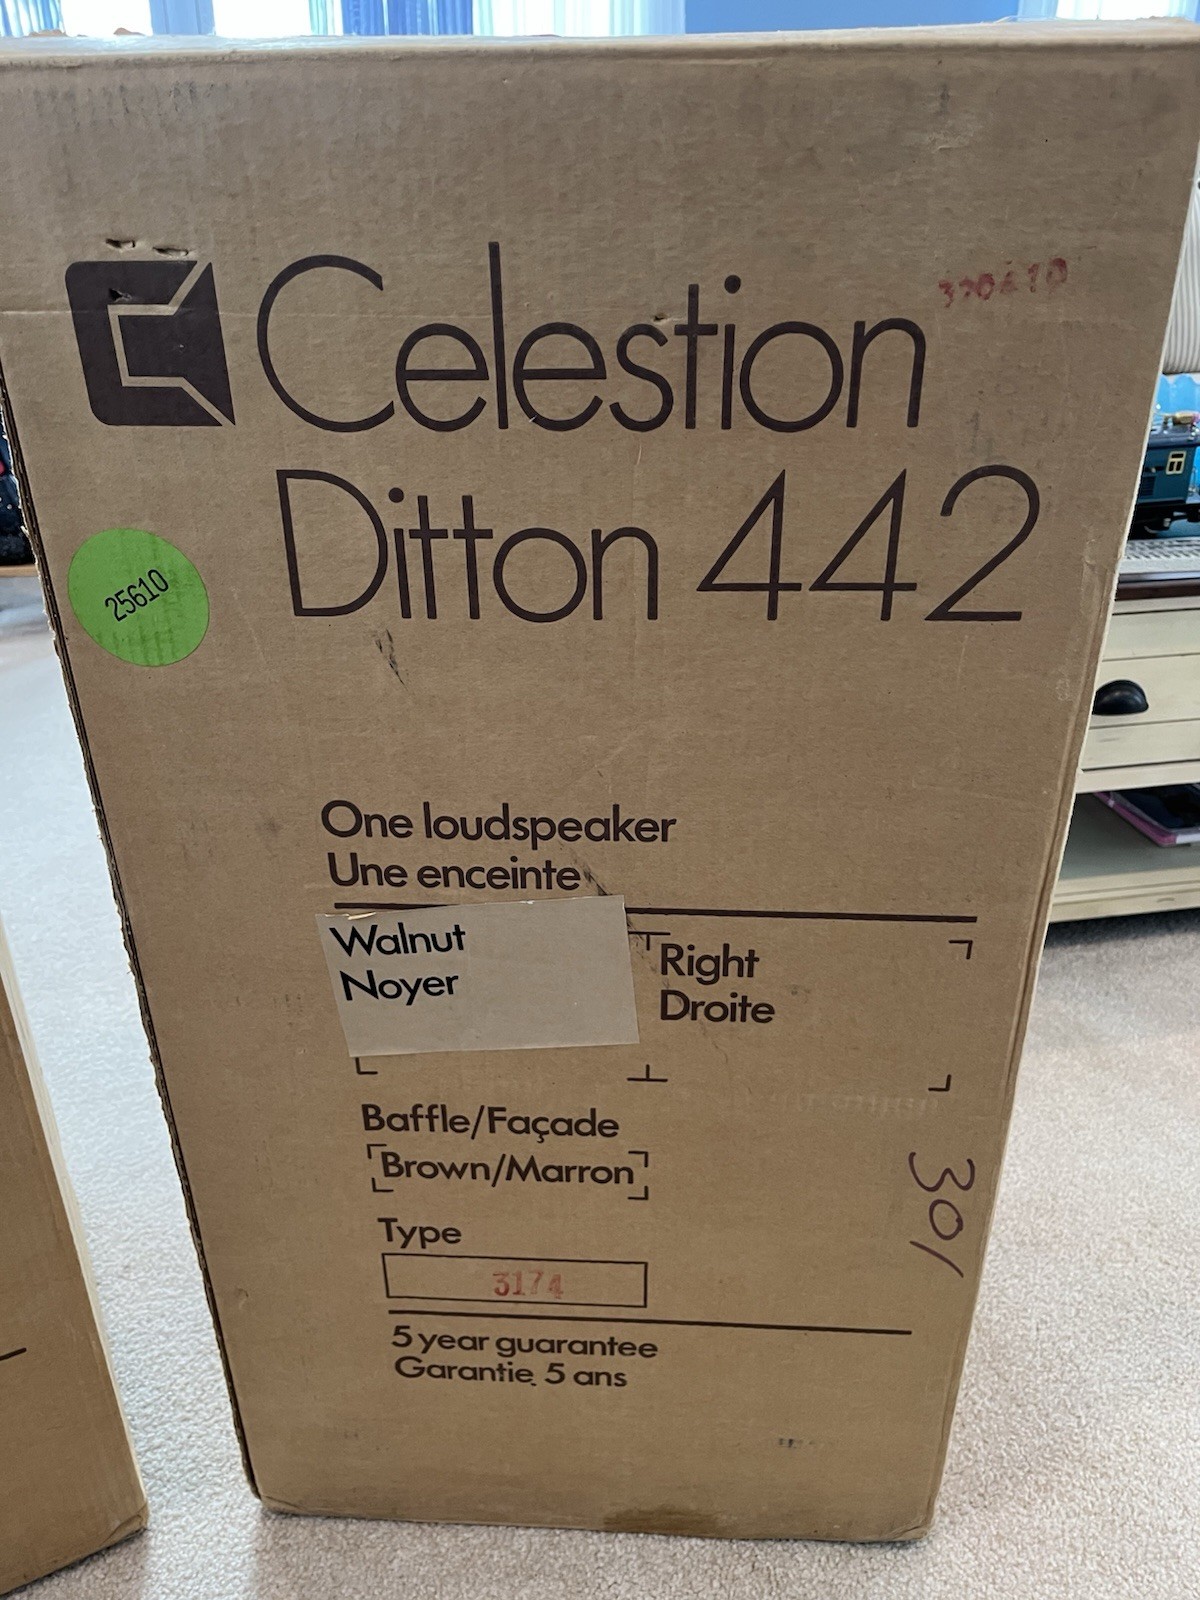 Celestion
Ditton 442
25610
One loudspeaker
Une enceinte
Walnut
Noyer
Right
Droite
Baffle/Façade
Brown/Marron
Type
3174
301
5 year guarantee
Garantie 5 ans